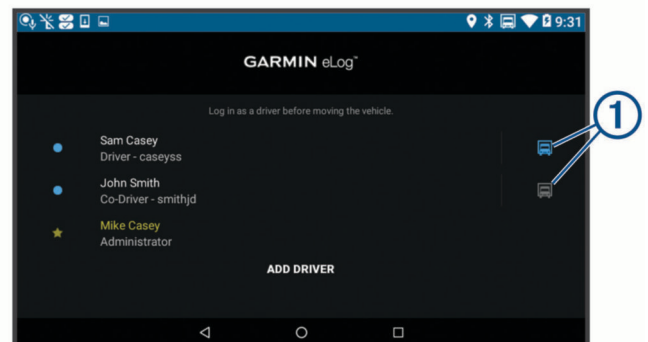 9:31
GARMIN eLog™
Log in as a driver before moving the vehicle.
Sam Casey
Driver - caseyss
John Smith
Co-Driver - smithjd
Mike Casey
Administrator
ADD DRIVER
1